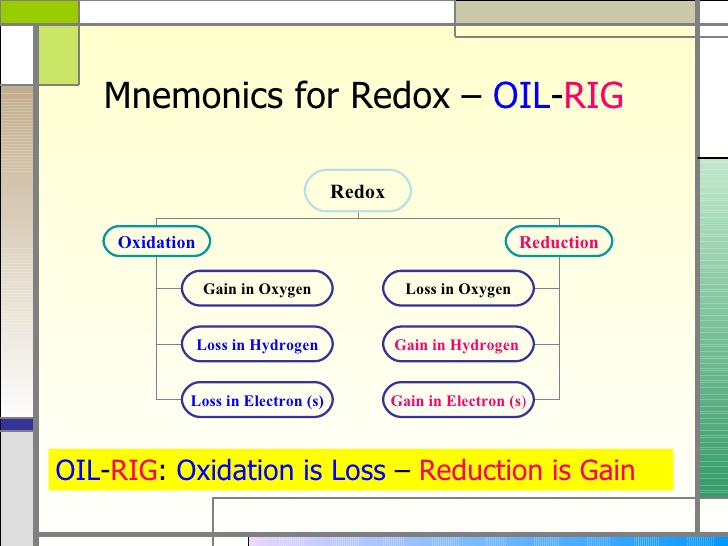 Mnemonics for Redox – OIL-RIG
Redox
Oxidation
Reduction
Gain in Oxygen
Loss in Oxygen
Loss in Hydrogen
Gain in Hydrogen
Loss in Electron (s)
Gain in Electron (s)
OIL-RIG: Oxidation is Loss – Reduction is Gain